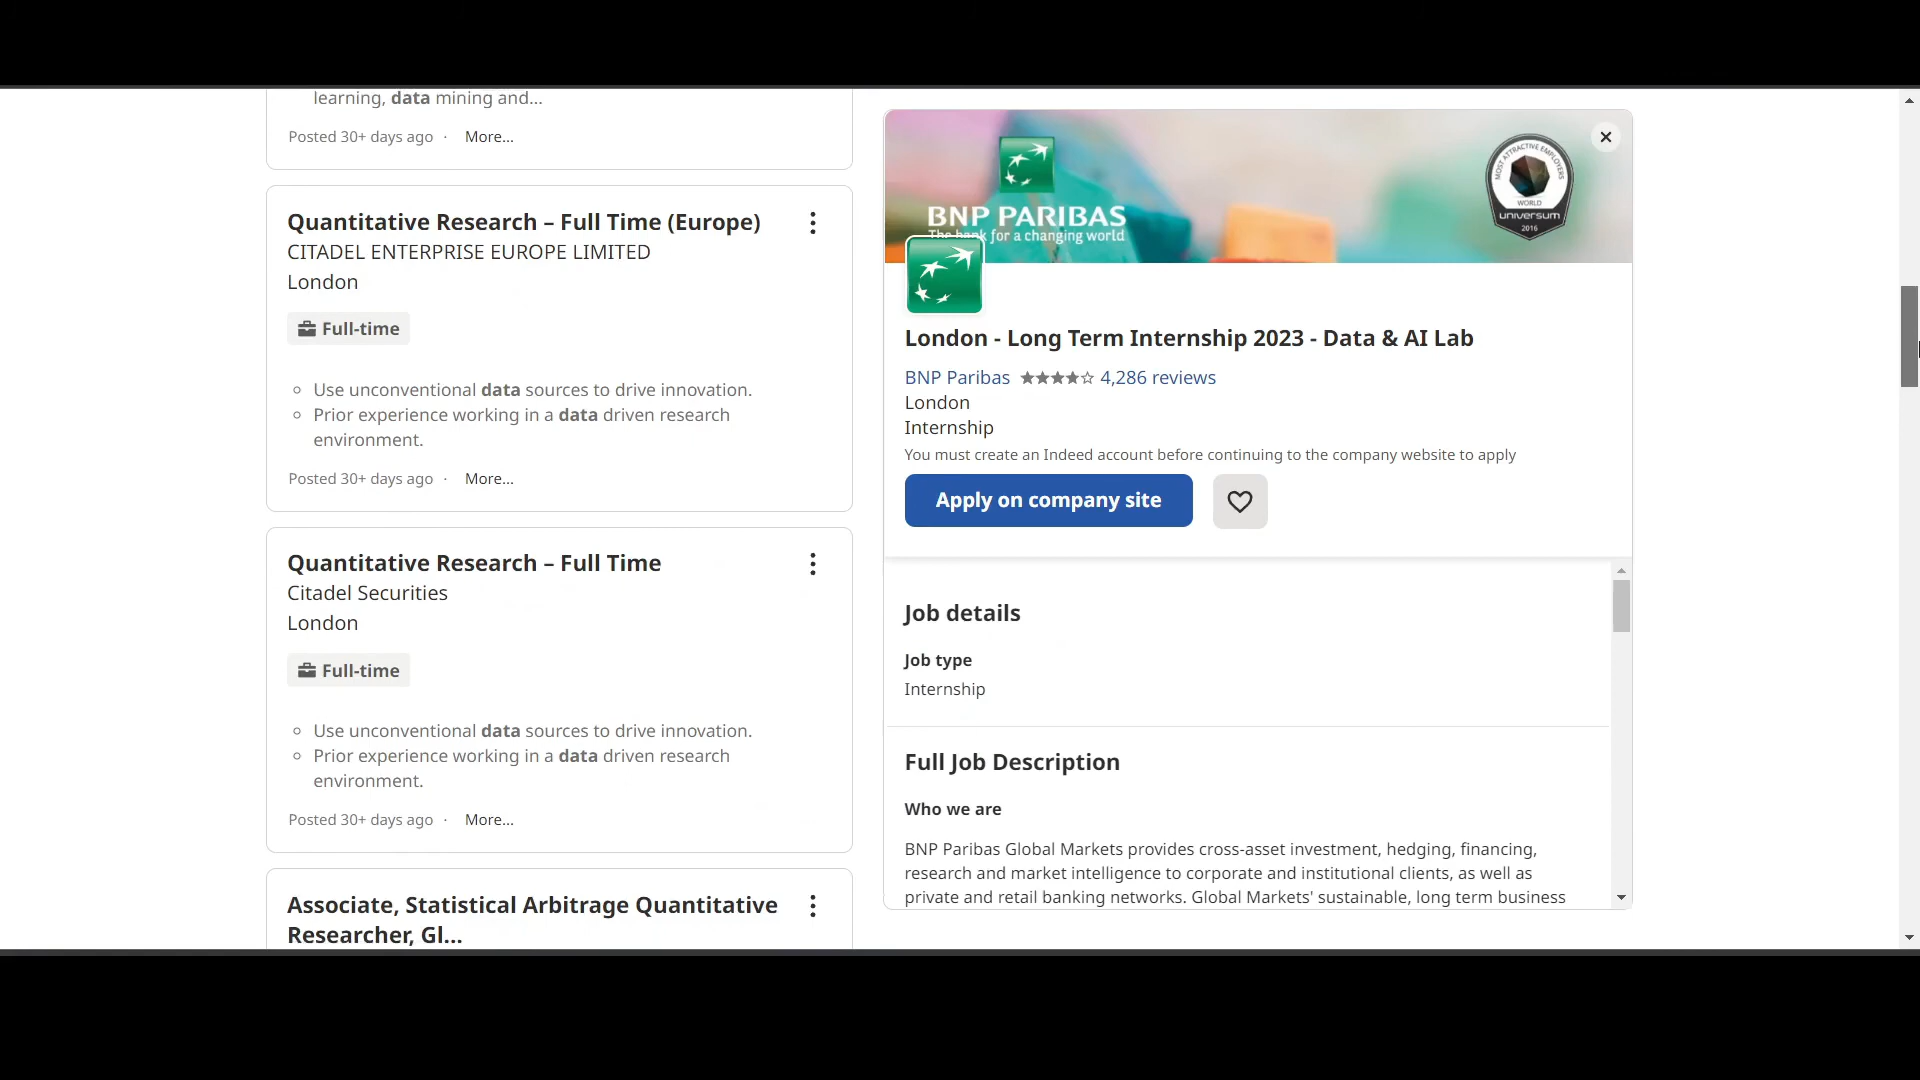 learning, data mining and...
Posted 30+ days ago · More...
Quantitative Research – Full Time (Europe)
CITADEL ENTERPRISE EUROPE LIMITED
London
Full-time
Use unconventional data sources to drive innovation.
Prior experience working in a data driven research
environment.
Posted 30+ days ago · More...
Quantitative Research – Full Time
Citadel Securities
London
Full-time
Use unconventional data sources to drive innovation.
Prior experience working in a data driven research
environment.
Posted 30+ days ago · More...
Associate, Statistical Arbitrage Quantitative
Researcher, Gl...
BNP PARIBAS
The bank for a changing world
MOST ATTRACTIVE EMPLOYERS
WORLD
universum
2016
London - Long Term Internship 2023 - Data & AI Lab
BNP Paribas 4,286 reviews
London
Internship
You must create an Indeed account before continuing to the company website to apply
Apply on company site
Job details
Job type
Internship
Full Job Description
Who we are
BNP Paribas Global Markets provides cross-asset investment, hedging, financing,
research and market intelligence to corporate and institutional clients, as well as
private and retail banking networks. Global Markets' sustainable, long term business